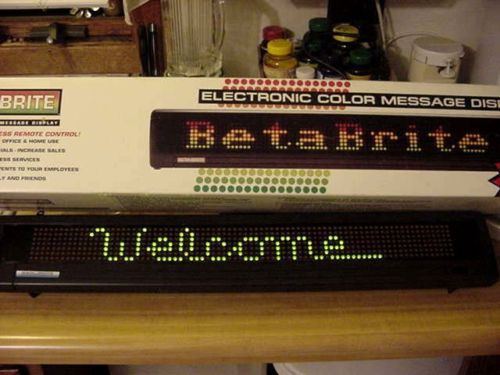 BRITE
MESSAGE DISPLAY
ESS REMOTE CONTROL!
OFFICE & HOME USE
IALS - INCREASE SALES
ESS SERVICES
VENTS TO YOUR EMPLOYEES
LY AND FRIENDS
ELECTRONIC COLOR MESSAGE DIS
BetaBrite
Welcome